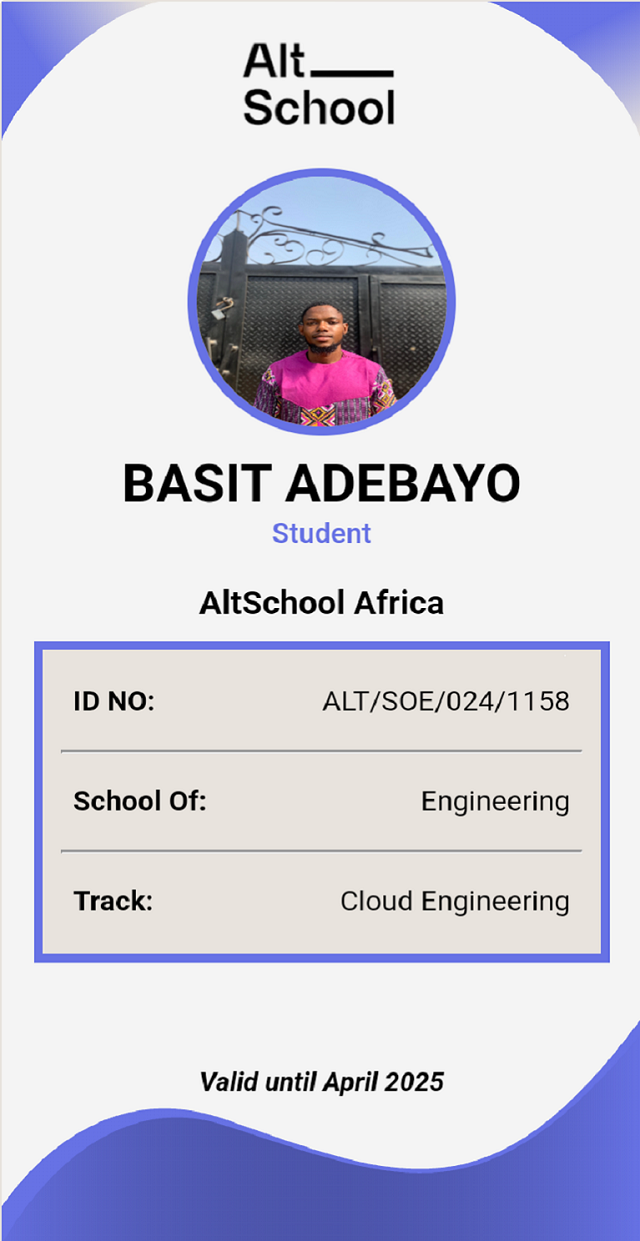 Alt
School
BASIT ADEBAYO
Student
AltSchool Africa
ID NO: ALT/SOE/024/1158
School Of: Engineering
Track: Cloud Engineering
Valid until April 2025